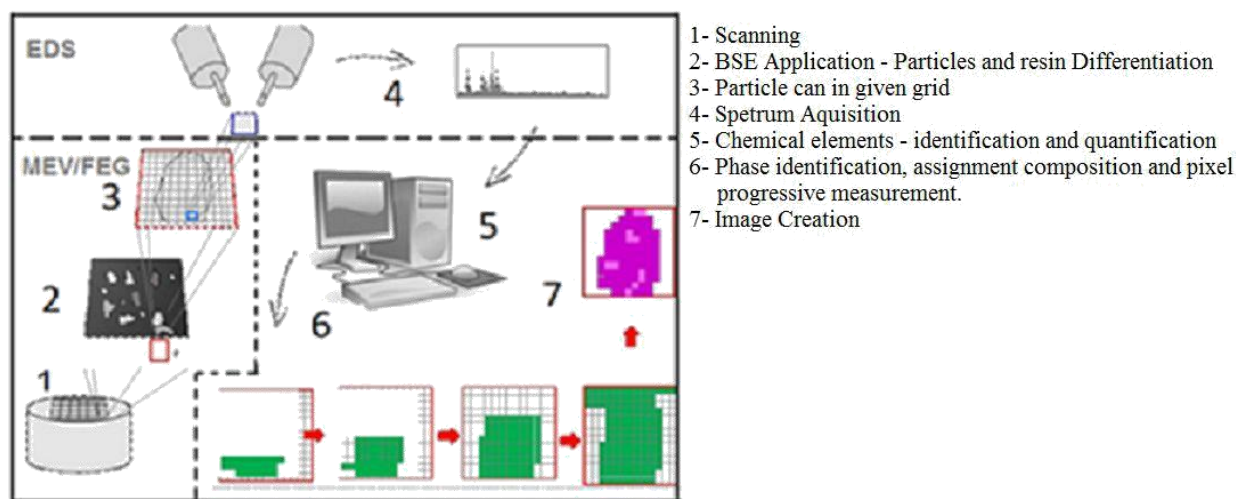 EDS
4
MEV/FEG
3
5
2
7
6
1
1- Scanning
2- BSE Application - Particles and resin Differentiation
3- Particle can in given grid
4- Spetrum Aquisition
5- Chemical elements - identification and quantification
6- Phase identification, assignment composition and pixel
progressive measurement.
7- Image Creation